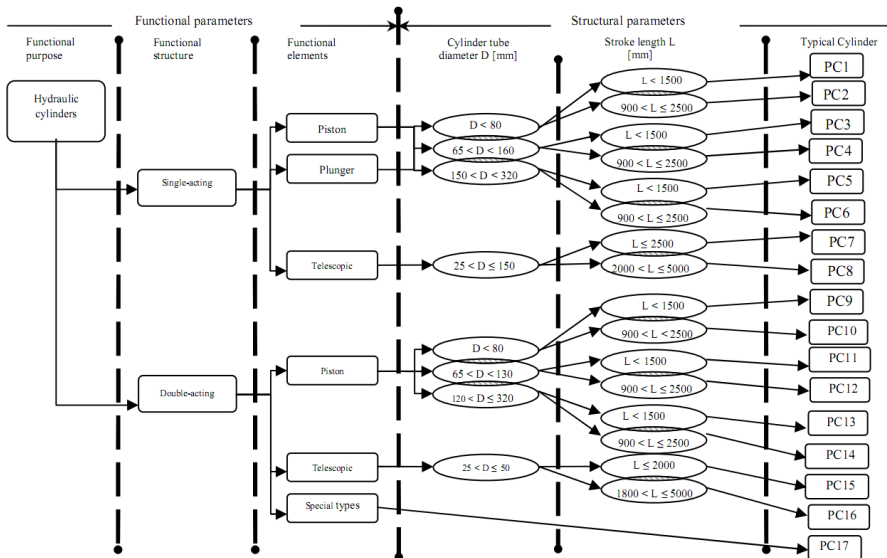 Functional parameters
Structural parameters
Functional
purpose
Functional
structure
Functional
elements
Cylinder tube
diameter D [mm]
Stroke length L
[mm]
Typical Cylinder
Hydraulic
cylinders
Single-acting
Double-acting
Piston
Plunger
Telescopic
Piston
Telescopic
Special types
D < 80
65 < D < 160
150 < D < 320
25 < D ≤ 150
D < 80
65 < D < 130
120 < D ≤ 320
25 < D ≤ 50
L < 1500
900 < L ≤ 2500
L < 1500
900 < L ≤ 2500
L < 1500
900 < L ≤ 2500
L ≤ 2500
2000 < L ≤ 5000
L < 1500
900 < L < 2500
L < 1500
900 < L ≤ 2500
L < 1500
900 < L ≤ 2500
L ≤ 2000
1800 < L ≤ 5000
PC1
PC2
PC3
PC4
PC5
PC6
PC7
PC8
PC9
PC10
PC11
PC12
PC13
PC14
PC15
PC16
PC17